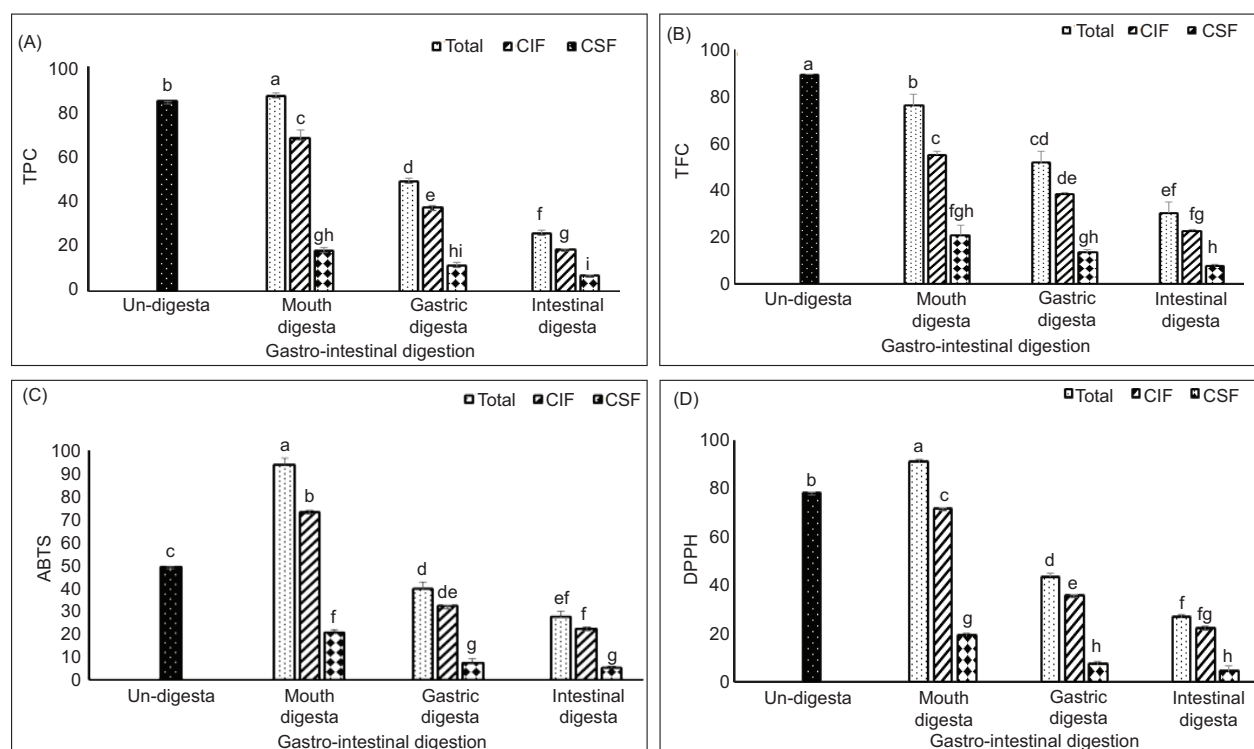 (A)
Total CIF CSF
TPC
100
80
60
40
20
0
b
a
c
gh
d
e
hi
f
g
i
Un-digesta Mouth digesta Gastric digesta Intestinal digesta
Gastro-intestinal digestion
(B)
Total CIF CSF
TFC
100
80
60
40
20
0
a
b
c
fgh
cd
de
gh
ef
fg
h
Un-digesta Mouth digesta Gastric digesta Intestinal digesta
Gastro-intestinal digestion
(C)
Total CIF CSF
ABTS
100
90
80
70
60
50
40
30
20
10
0
c
a
b
f
d
de
g
ef
f
g
Un-digesta Mouth digesta Gastric digesta Intestinal digesta
Gastro-intestinal digestion
(D)
Total CIF CSF
DPPH
100
80
60
40
20
0
b
a
c
g
d
e
h
f
fg
h
Un-digesta Mouth digesta Gastric digesta Intestinal digesta
Gastro-intestinal digestion